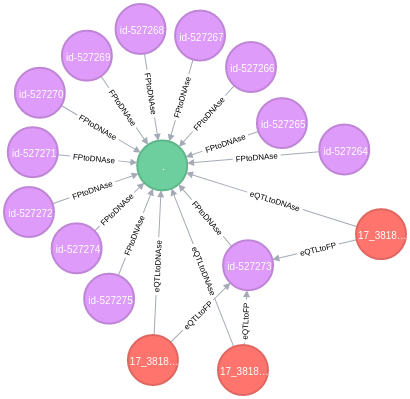 id-527268
id-527267
id-527269
id-527266
id-527270
id-527265
id-527271
id-527264
id-527272
id-527274
id-527275
id-527273
.
17_3818...
17_3818...
17_3818...
FPtoDNAse
FPtoDNAse
FPtoDNAse
FPtoDNAse
FPtoDNAse
FPtoDNAse
FPtoDNAse
FPtoDNAse
FPtoDNAse
FPtoDNAse
FPtoDNAse
FPtoDNAse
eQTLtoDNAse
eQTLtoDNAse
eQTLtoDNAse
eQTLtoFP
eQTLtoFP
eQTLtoFP